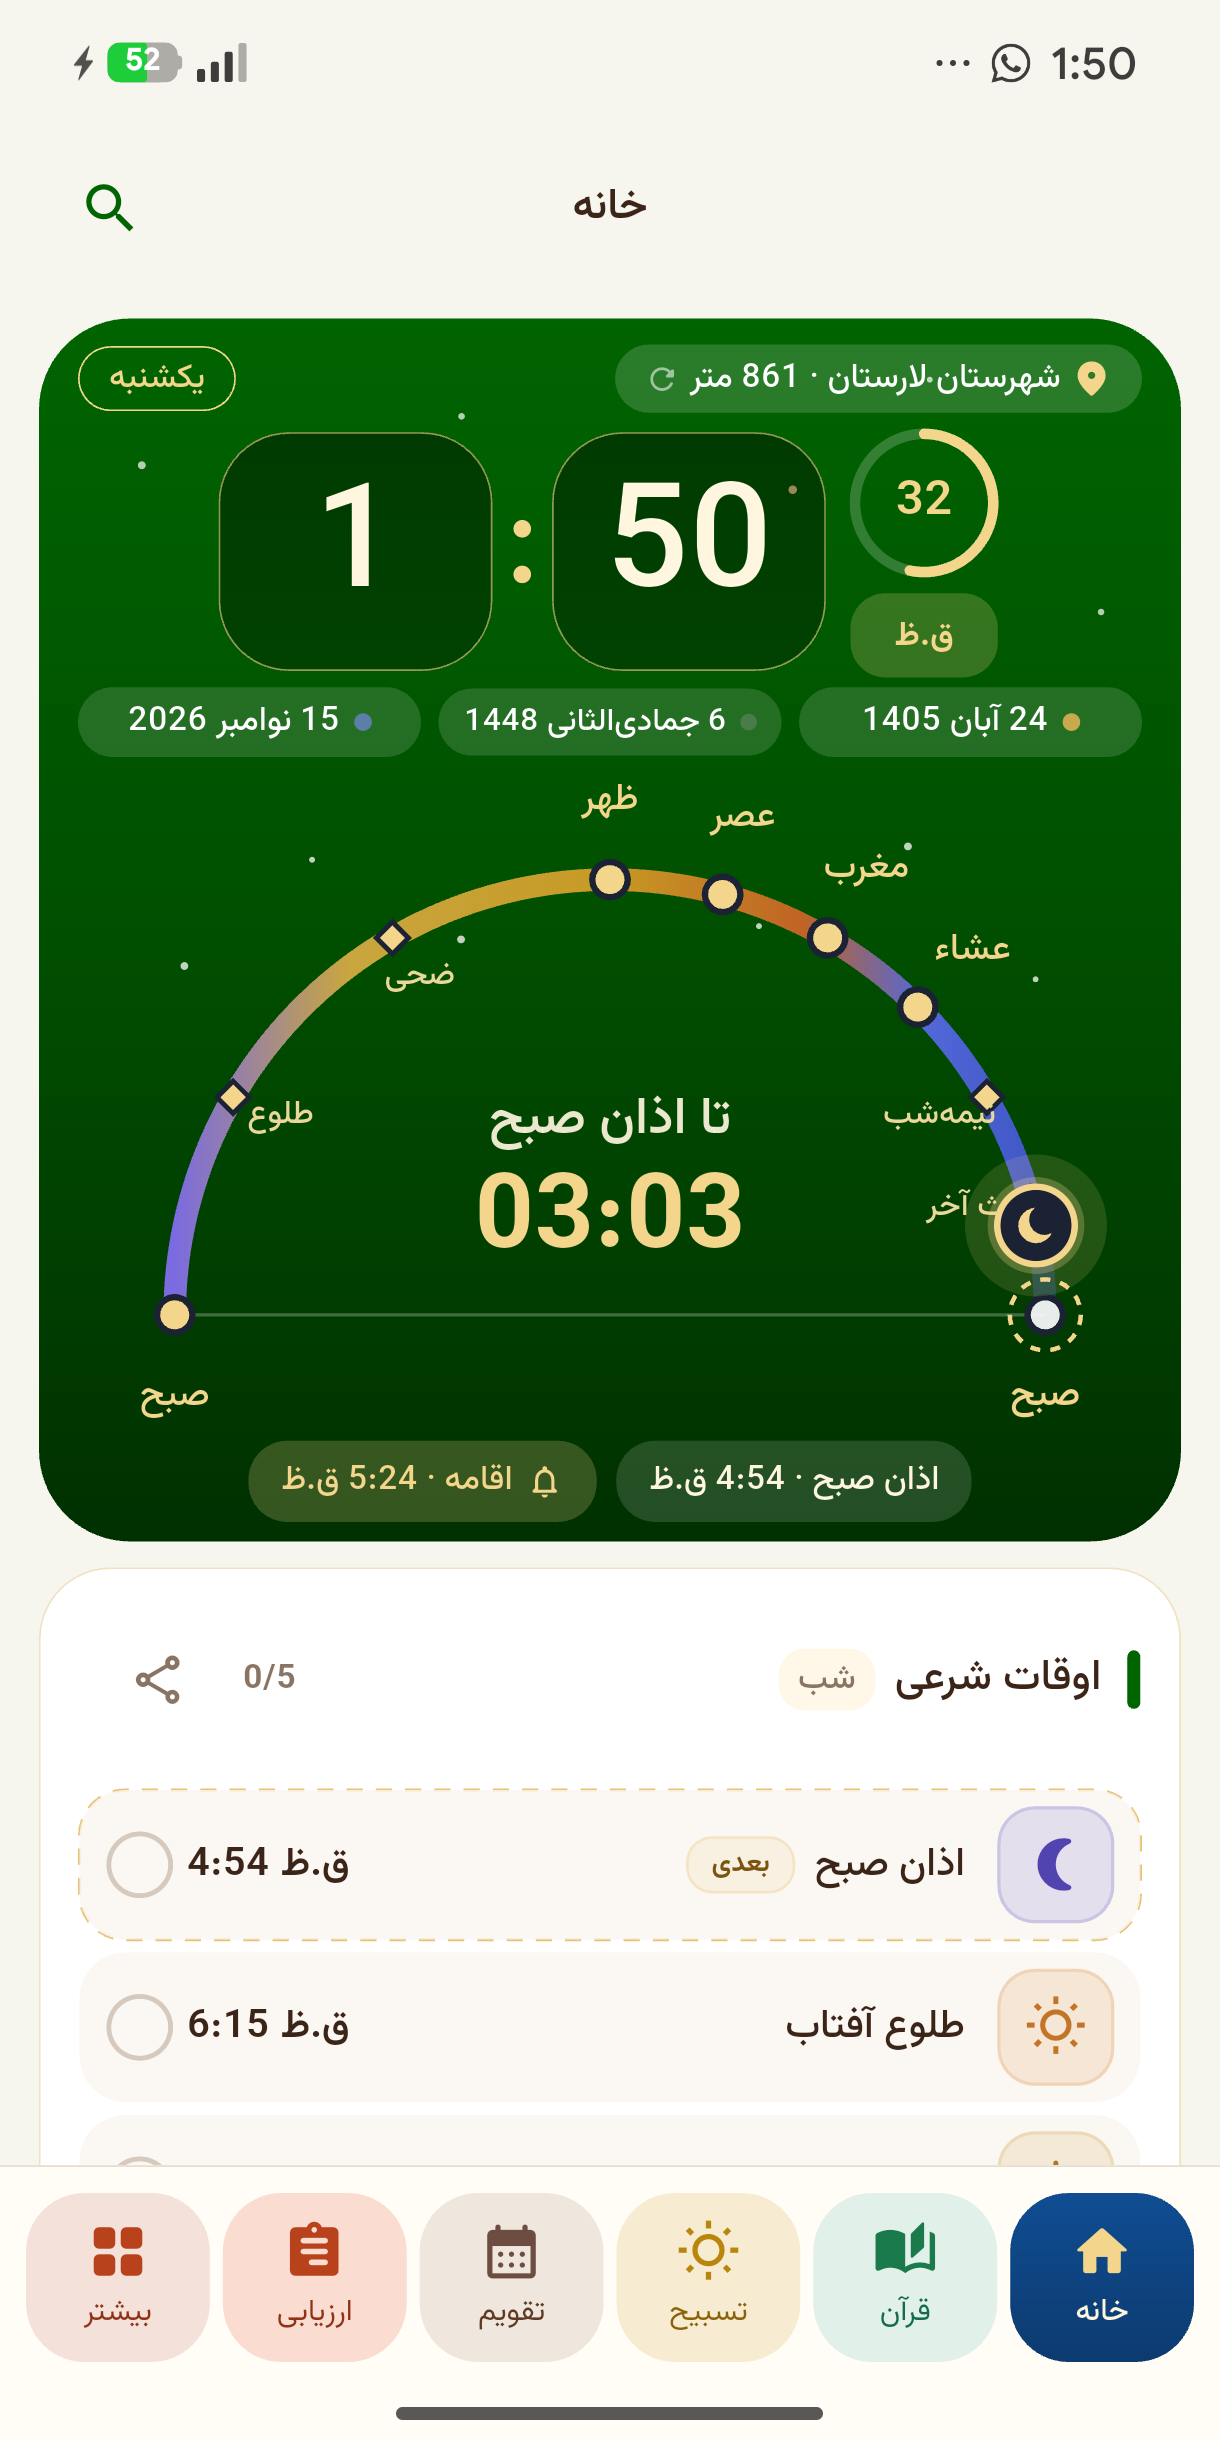 1:50
52
خانه
شهرستان لارستان · 861 متر
یکشنبه
1 : 50
32
ق.ظ
24 آبان 1405
6 جمادی‌الثانی 1448
15 نوامبر 2026
ظهر
عصر
مغرب
عشاء
ضحی
طلوع
نیمه‌شب
آخر
تا اذان صبح
03:03
صبح
صبح
اذان صبح · 4:54 ق.ظ
اقامه · 5:24 ق.ظ
اوقات شرعی
شب
0/5
اذان صبح
بعدی
4:54 ق.ظ
طلوع آفتاب
6:15 ق.ظ
خانه
قرآن
تسبیح
تقویم
ارزیابی
بیشتر